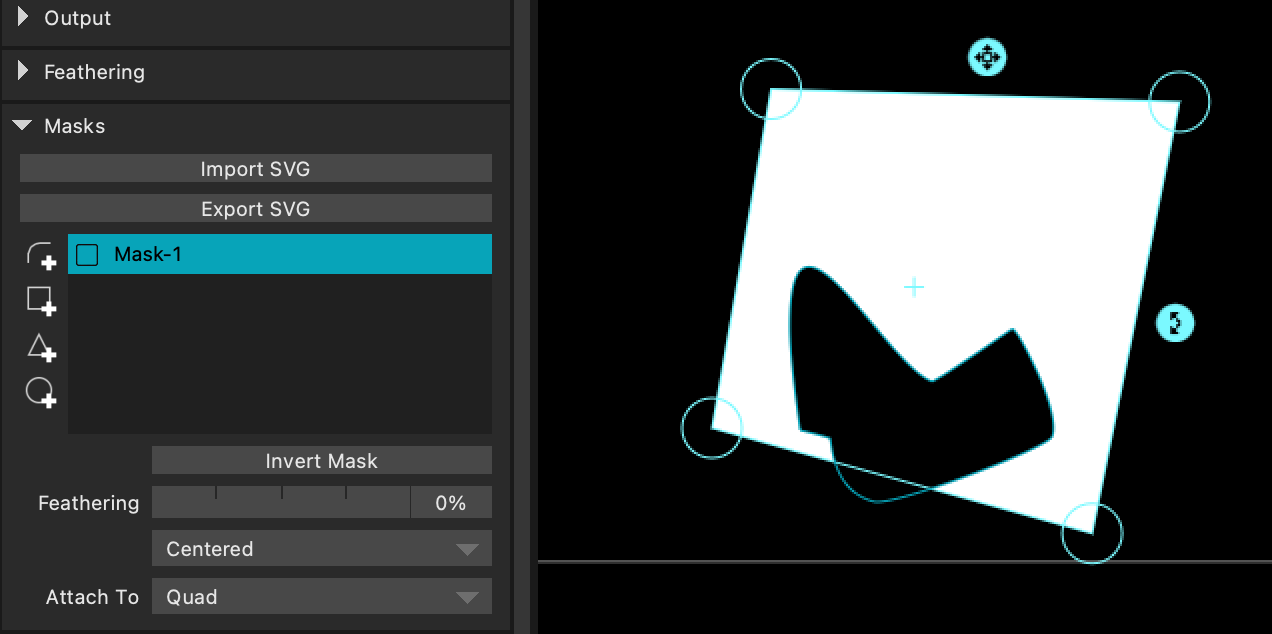 Output
Feathering
Masks
Import SVG
Export SVG
Mask-1
Invert Mask
Feathering 0%
Centered
Attach To Quad